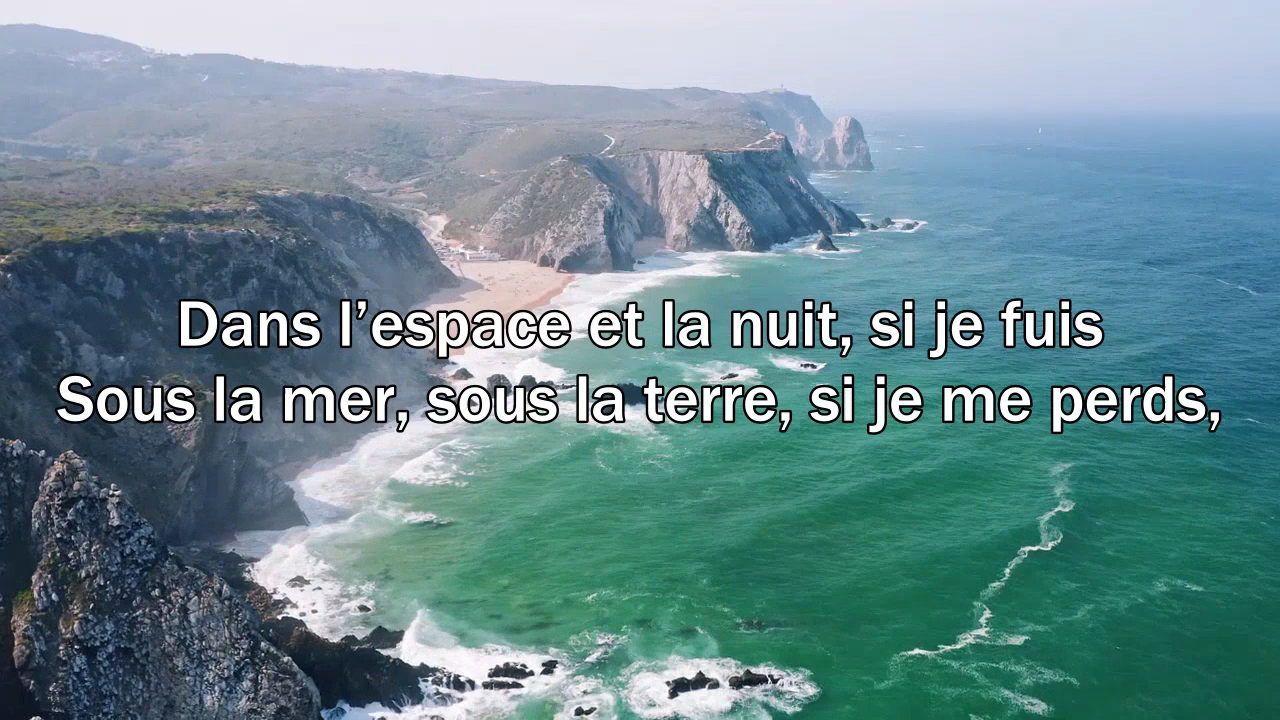 Dans l’espace et la nuit, si je fuis
Sous la mer, sous la terre, si je me perds,